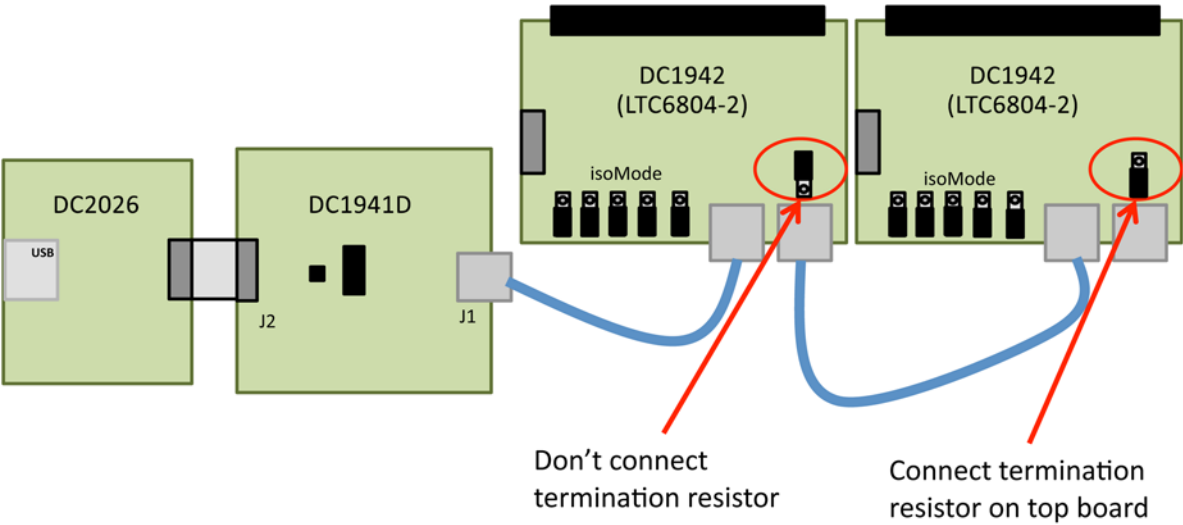 DC1942
(LTC6804-2)
DC1942
(LTC6804-2)
isoMode
isoMode
DC2026
DC1941D
USB
J2
J1
Don’t connect
termination resistor
Connect termination
resistor on top board